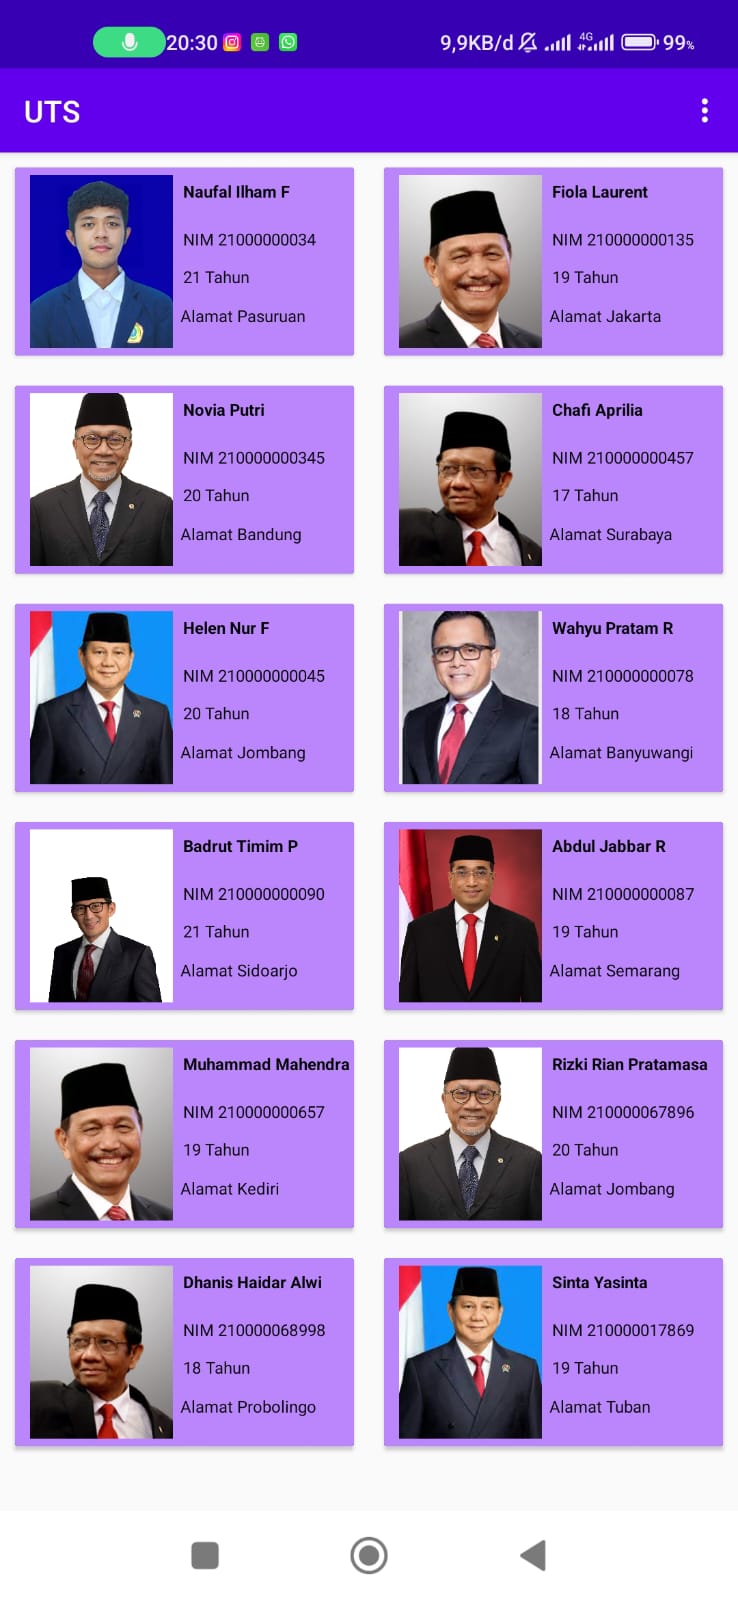 20:30 9,9KB/d 4G 99%
UTS
Naufal Ilham F
NIM 21000000034
21 Tahun
Alamat Pasuruan
Fiola Laurent
NIM 210000000135
19 Tahun
Alamat Jakarta
Novia Putri
NIM 210000000345
20 Tahun
Alamat Bandung
Chafi Aprilia
NIM 210000000457
17 Tahun
Alamat Surabaya
Helen Nur F
NIM 210000000045
20 Tahun
Alamat Jombang
Wahyu Pratam R
NIM 210000000078
18 Tahun
Alamat Banyuwangi
Badrut Timim P
NIM 210000000090
21 Tahun
Alamat Sidoarjo
Abdul Jabbar R
NIM 210000000087
19 Tahun
Alamat Semarang
Muhammad Mahendra
NIM 210000000657
19 Tahun
Alamat Kediri
Rizki Rian Pratamasa
NIM 210000067896
20 Tahun
Alamat Jombang
Dhanis Haidar Alwi
NIM 210000068998
18 Tahun
Alamat Probolingo
Sinta Yasinta
NIM 210000017869
19 Tahun
Alamat Tuban